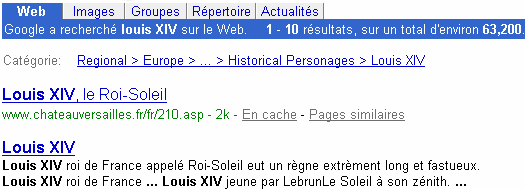 Web Images Groupes Répertoire Actualités
Google a recherché louis XIV sur le Web. 1 - 10 résultats, sur un total d'environ 63,200.
Catégorie: Regional > Europe > ... > Historical Personages > Louis XIV
Louis XIV, le Roi-Soleil
www.chateauversailles.fr/fr/210.asp - 2k - En cache - Pages similaires
Louis XIV
Louis XIV roi de France appelé Roi-Soleil eut un règne extrèment long et fastueux.
Louis XIV roi de France ... Louis XIV jeune par LebrunLe Soleil à son zénith. ...